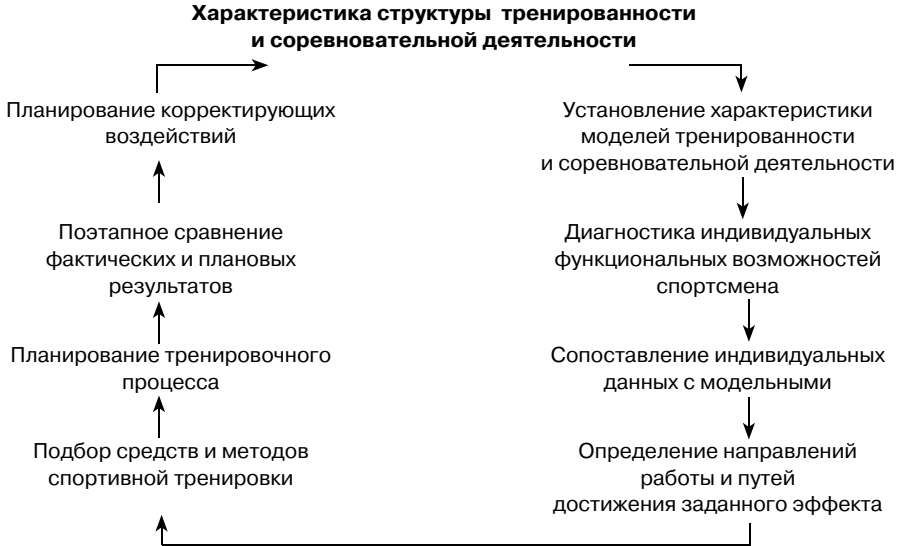 Характеристика структуры тренированности
и соревновательной деятельности
Планирование корректирующих
воздействий
Поэтапное сравнение
фактических и плановых
результатов
Планирование тренировочного
процесса
Подбор средств и методов
спортивной тренировки
Установление характеристики
моделей тренированности
и соревновательной деятельности
Диагностика индивидуальных
функциональных возможностей
спортсмена
Сопоставление индивидуальных
данных с модельными
Определение направлений
работы и путей
достижения заданного эффекта